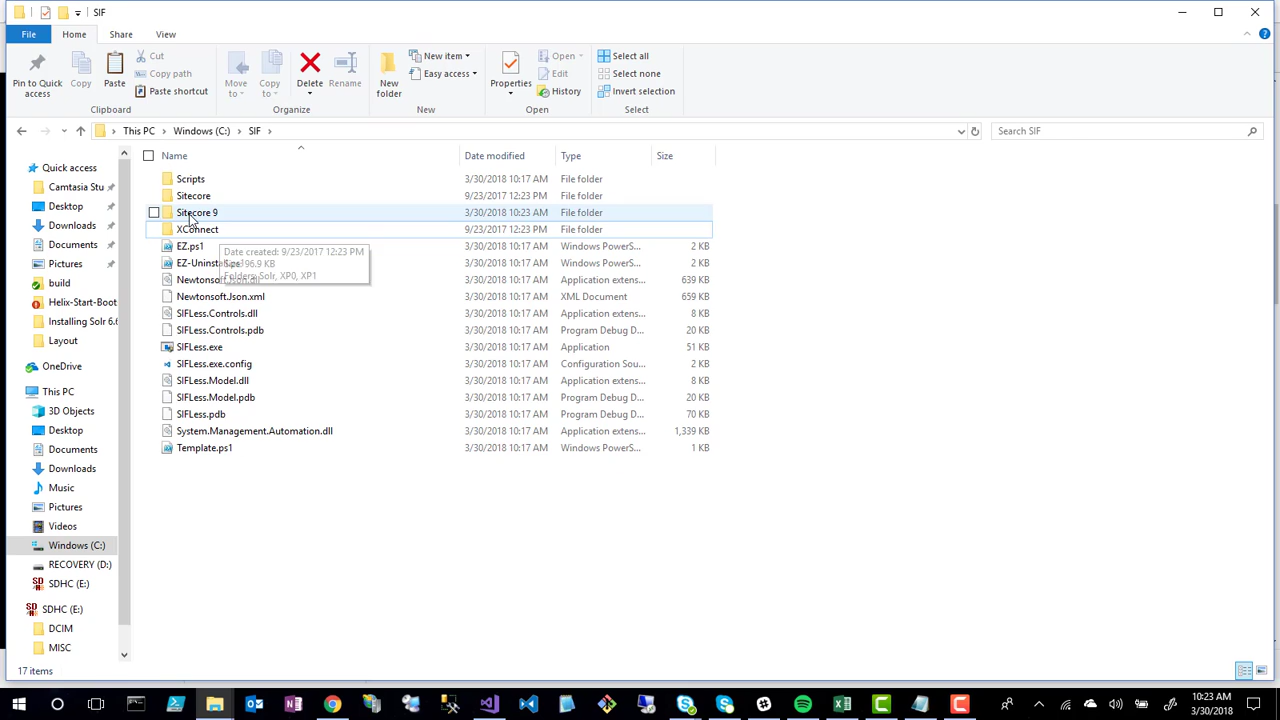 SIF
File
Home
Share
View
Pin to Quick access
Copy
Paste
Cut
Copy path
Paste shortcut
Clipboard
Move to
Copy to
Delete
Rename
Organize
New folder
New item
Easy access
New
Properties
Open
Edit
History
Open
Select all
Select none
Invert selection
Select
This PC > Windows (C:) > SIF >
Search SIF
Quick access
Camtasia Stu
Desktop
Downloads
Documents
Pictures
build
Helix-Start-Boot
Installing Solr 6.6
Layout
OneDrive
This PC
3D Objects
Desktop
Documents
Downloads
Music
Pictures
Videos
Windows (C:)
RECOVERY (D:)
SDHC (E:)
SDHC (E:)
DCIM
MISC
Name Date modified Type Size
Scripts 3/30/2018 10:17 AM File folder
Sitecore 9/23/2017 12:23 PM File folder
Sitecore 9 3/30/2018 10:23 AM File folder
XConnect 9/23/2017 12:23 PM File folder
EZ.ps1 3/30/2018 10:17 AM Windows PowerS... 2 KB
EZ-Uninstall.ps1 3/30/2018 10:17 AM Windows PowerS... 2 KB
Newtonsoft.Json.dll 3/30/2018 10:17 AM Application extens... 639 KB
Newtonsoft.Json.xml 3/30/2018 10:17 AM XML Document 659 KB
SIFLess.Controls.dll 3/30/2018 10:17 AM Application extens... 8 KB
SIFLess.Controls.pdb 3/30/2018 10:17 AM Program Debug D... 20 KB
SIFLess.exe 3/30/2018 10:17 AM Application 51 KB
SIFLess.exe.config 3/30/2018 10:17 AM Configuration Sou... 2 KB
SIFLess.Model.dll 3/30/2018 10:17 AM Application extens... 8 KB
SIFLess.Model.pdb 3/30/2018 10:17 AM Program Debug D... 20 KB
SIFLess.pdb 3/30/2018 10:17 AM Program Debug D... 70 KB
System.Management.Automation.dll 3/30/2018 10:17 AM Application extens... 1,339 KB
Template.ps1 3/30/2018 10:17 AM Windows PowerS... 1 KB
Date created: 9/23/2017 12:23 PM
Size: 96.9 KB
Folders: Solr, XP0, XP1
17 items
10:23 AM
3/30/2018